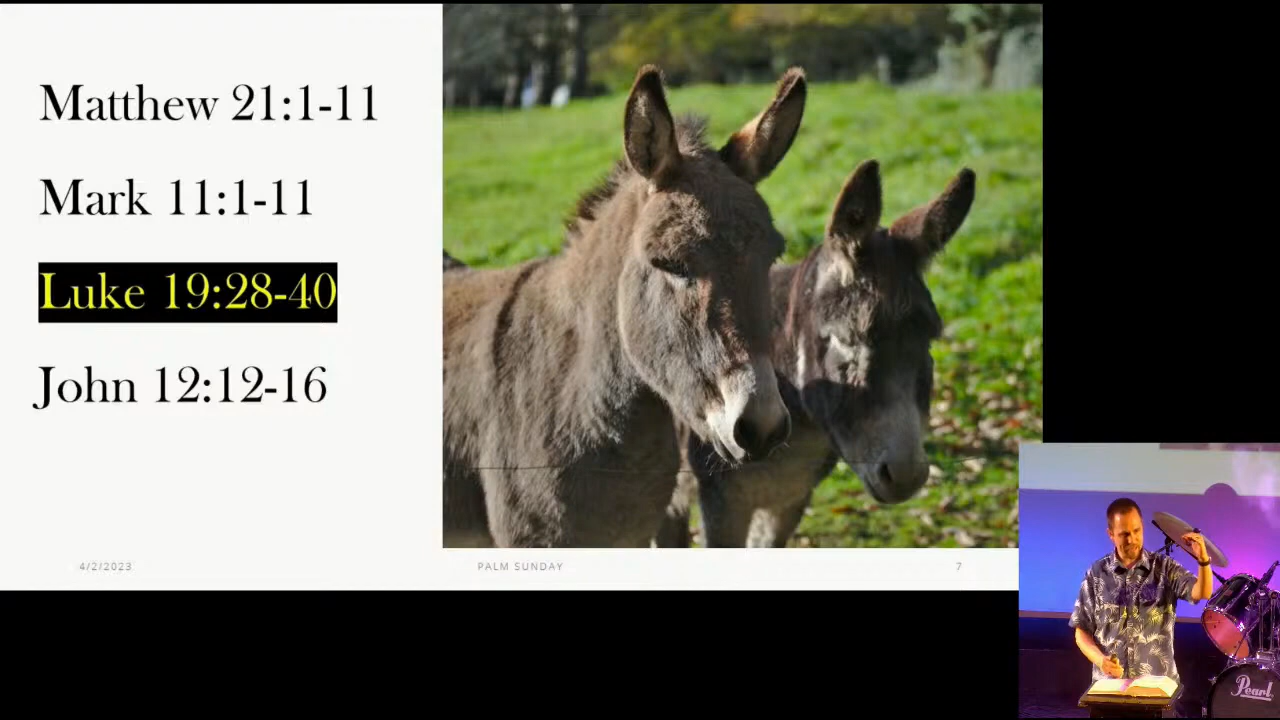 Matthew 21:1-11
Mark 11:1-11
Luke 19:28-40
John 12:12-16
4/2/2023
PALM SUNDAY
7
Pearl